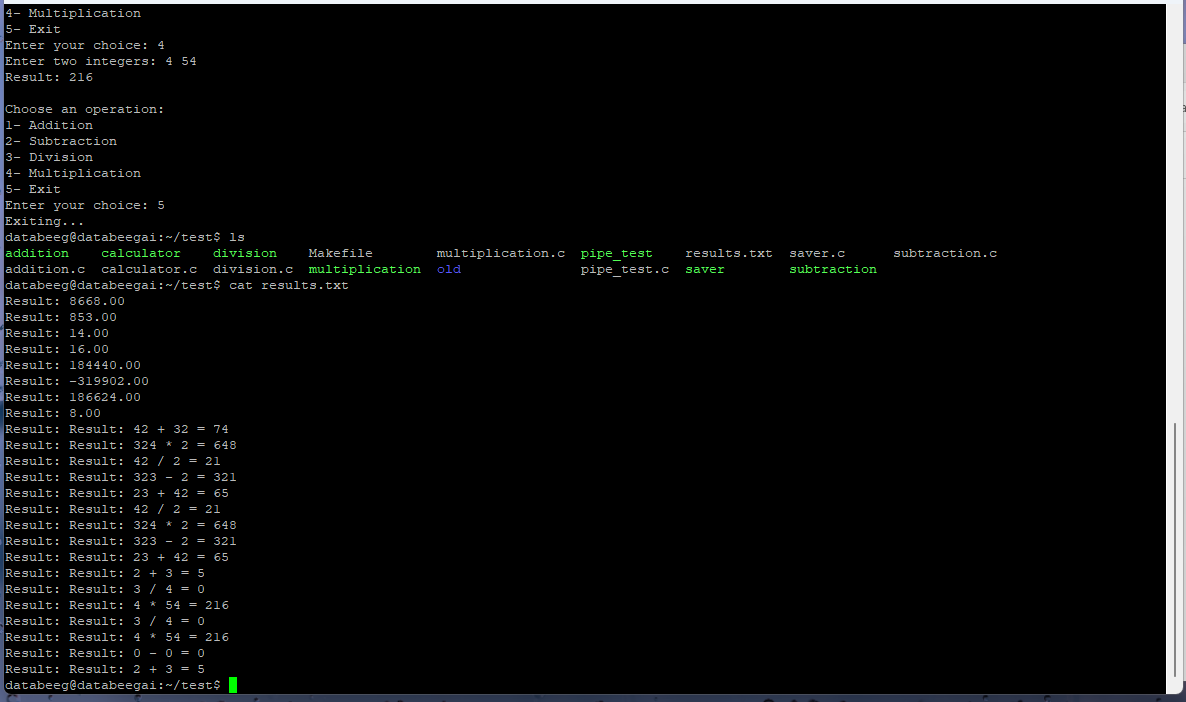 4- Multiplication
5- Exit
Enter your choice: 4
Enter two integers: 4 54
Result: 216
Choose an operation:
1- Addition
2- Subtraction
3- Division
4- Multiplication
5- Exit
Enter your choice: 5
Exiting...
databeeg@databeegai:~/test$ ls
addition calculator division Makefile multiplication.c pipe_test results.txt saver.c subtraction.c
addition.c calculator.c division.c multiplication old pipe_test.c saver subtraction
databeeg@databeegai:~/test$ cat results.txt
Result: 8668.00
Result: 853.00
Result: 14.00
Result: 16.00
Result: 184440.00
Result: -319902.00
Result: 186624.00
Result: 8.00
Result: Result: 42 + 32 = 74
Result: Result: 324 * 2 = 648
Result: Result: 42 / 2 = 21
Result: Result: 323 - 2 = 321
Result: Result: 23 + 42 = 65
Result: Result: 42 / 2 = 21
Result: Result: 324 * 2 = 648
Result: Result: 323 - 2 = 321
Result: Result: 23 + 42 = 65
Result: Result: 2 + 3 = 5
Result: Result: 3 / 4 = 0
Result: Result: 4 * 54 = 216
Result: Result: 3 / 4 = 0
Result: Result: 4 * 54 = 216
Result: Result: 0 - 0 = 0
Result: Result: 2 + 3 = 5
databeeg@databeegai:~/test$